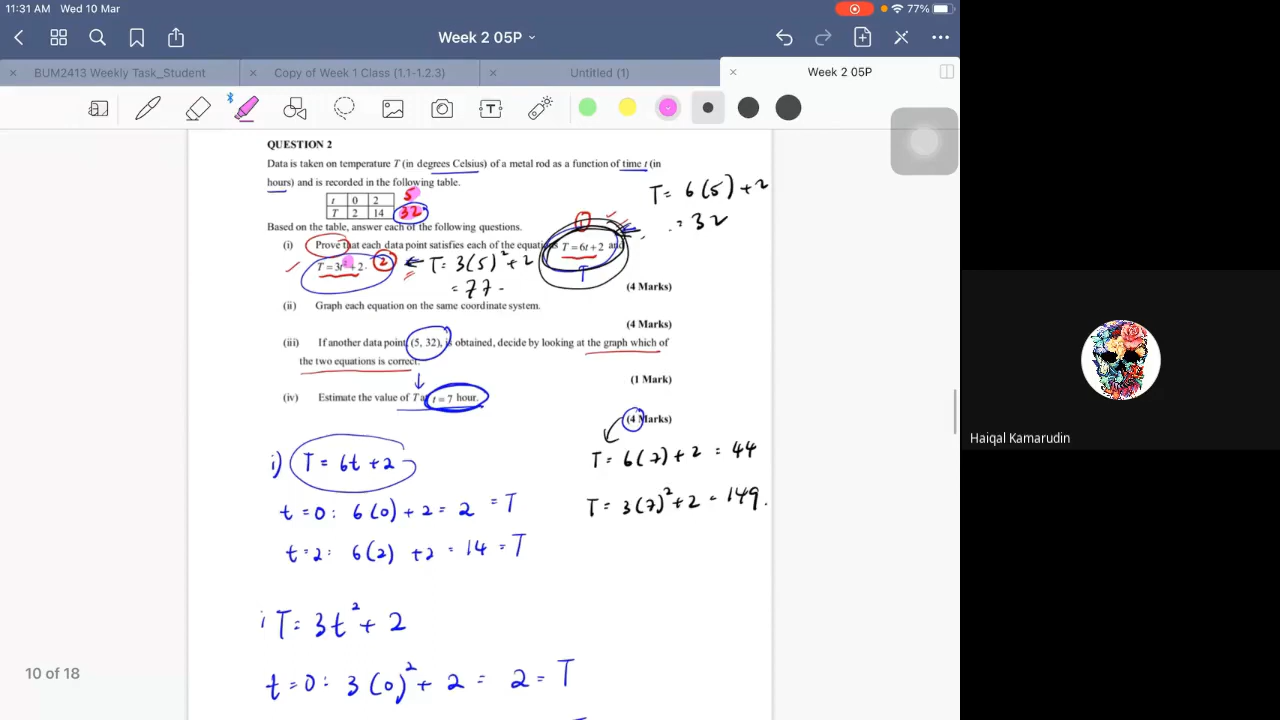 11:31 AM Wed 10 Mar
77%
Week 2 05P
BUM2413 Weekly Task_Student
Copy of Week 1 Class (1.1-1.2.3)
Untitled (1)
Week 2 05P
QUESTION 2
Data is taken on temperature T (in degrees Celsius) of a metal rod as a function of time t (in
hours) and is recorded in the following table.
t 0 2 5
T 2 14 32
T = 6(5) + 2
= 32
Based on the table, answer each of the following questions.
(i) Prove that each data point satisfies each of the equations T = 6t + 2 and 1
T
T = 3t² + 2. 2 T = 3(5)² + 2
= 77
(4 Marks)
(ii) Graph each equation on the same coordinate system.
(4 Marks)
(iii) If another data point, (5, 32), is obtained, decide by looking at the graph which of
the two equations is correct.
(1 Mark)
(iv) Estimate the value of T at t = 7 hour.
(4 Marks)
T = 6(7) + 2 = 44
T = 3(7)² + 2 = 149.
i) T = 6t + 2
t = 0 : 6(0) + 2 = 2 = T
t = 2 : 6(2) + 2 = 14 = T
i T = 3t² + 2
t = 0 : 3(0)² + 2 = 2 = T
10 of 18
Haiqal Kamarudin